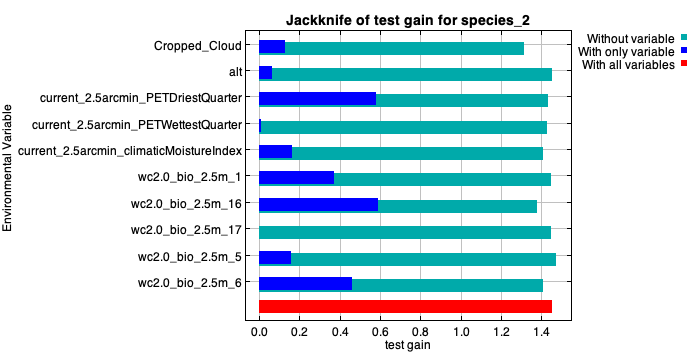 Jackknife of test gain for species_2
Without variable
With only variable
With all variables
Environmental Variable
Cropped_Cloud
alt
current_2.5arcmin_PETDriestQuarter
current_2.5arcmin_PETWettestQuarter
current_2.5arcmin_climaticMoistureIndex
wc2.0_bio_2.5m_1
wc2.0_bio_2.5m_16
wc2.0_bio_2.5m_17
wc2.0_bio_2.5m_5
wc2.0_bio_2.5m_6
0.0 0.2 0.4 0.6 0.8 1.0 1.2 1.4
test gain